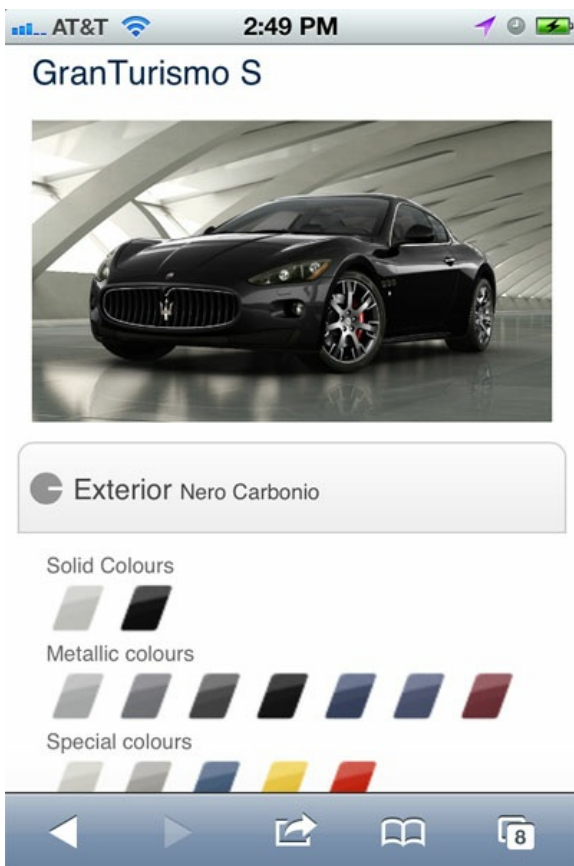 AT&T 2:49 PM
GranTurismo S
Exterior Nero Carbonio
Solid Colours
Metallic colours
Special colours
8